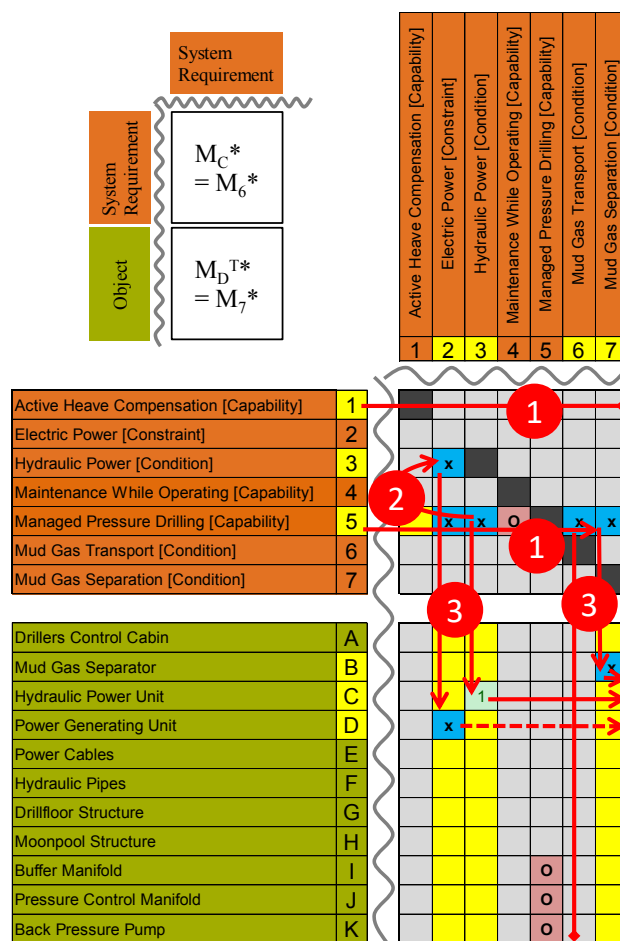 System
Requirement
System
Requirement
Object
M_C*
= M_6*
M_D^T*
= M_7*
Active Heave Compensation [Capability]
Electric Power [Constraint]
Hydraulic Power [Condition]
Maintenance While Operating [Capability]
Managed Pressure Drilling [Capability]
Mud Gas Transport [Condition]
Mud Gas Separation [Condition]
1 2 3 4 5 6 7
Active Heave Compensation [Capability] 1 1
Electric Power [Constraint] 2
Hydraulic Power [Condition] 3 x
2
Maintenance While Operating [Capability] 4
Managed Pressure Drilling [Capability] 5 x x O x x
1
Mud Gas Transport [Condition] 6
Mud Gas Separation [Condition] 7
3 3
Drillers Control Cabin A
Mud Gas Separator B x
Hydraulic Power Unit C 1
Power Generating Unit D x
Power Cables E
Hydraulic Pipes F
Drillfloor Structure G
Moonpool Structure H
Buffer Manifold I O
Pressure Control Manifold J O
Back Pressure Pump K O